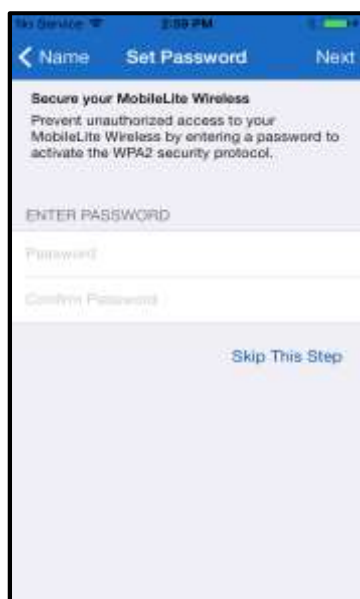 No Service 2:59 PM
Name Set Password Next
Secure your MobileLite Wireless
Prevent unauthorized access to your
MobileLite Wireless by entering a password to
activate the WPA2 security protocol.
ENTER PASSWORD
Password
Confirm Password
Skip This Step